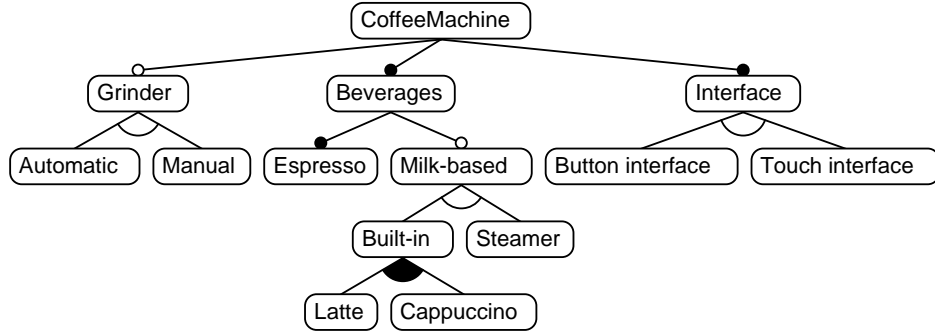 CoffeeMachine
Grinder
Beverages
Interface
Automatic
Manual
Espresso
Milk-based
Button interface
Touch interface
Built-in
Steamer
Latte
Cappuccino